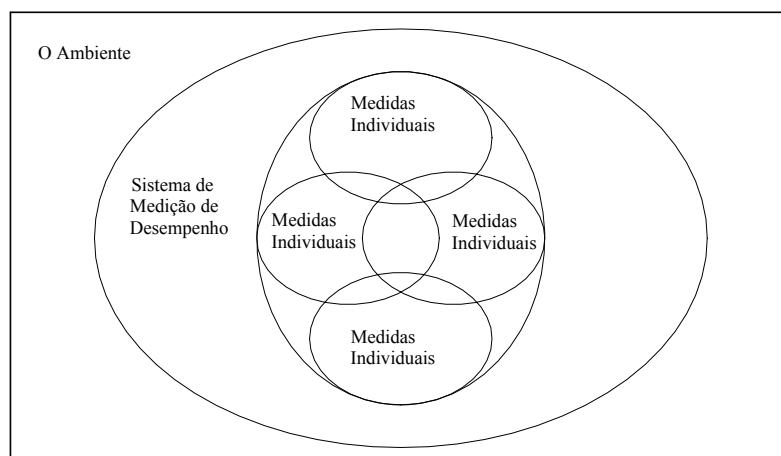 O Ambiente
Medidas
Individuais
Sistema de
Medição de
Desempenho
Medidas
Individuais
Medidas
Individuais
Medidas
Individuais